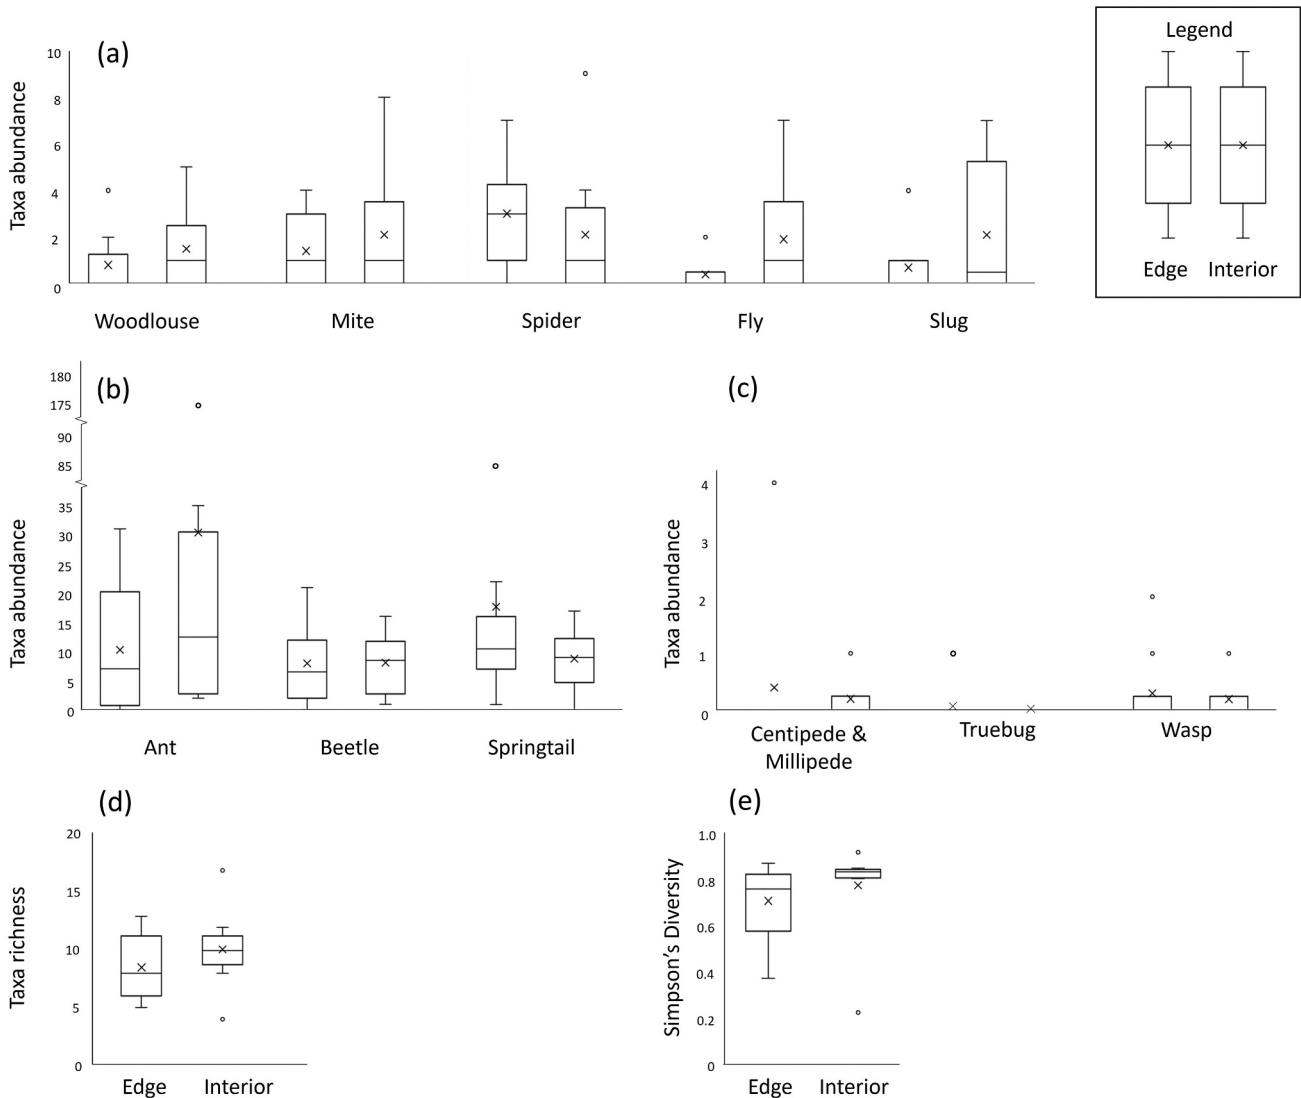 (a)
Taxa abundance
10
8
6
4
2
0
Woodlouse Mite Spider Fly Slug
Legend
Edge Interior
(b)
Taxa abundance
180
175
90
85
35
30
25
20
15
10
5
0
Ant Beetle Springtail
(c)
Taxa abundance
4
3
2
1
0
Centipede & Truebug Wasp
Millipede
(d)
Taxa richness
20
15
10
5
0
Edge Interior
(e)
Simpson's Diversity
1.0
0.8
0.6
0.4
0.2
0
Edge Interior